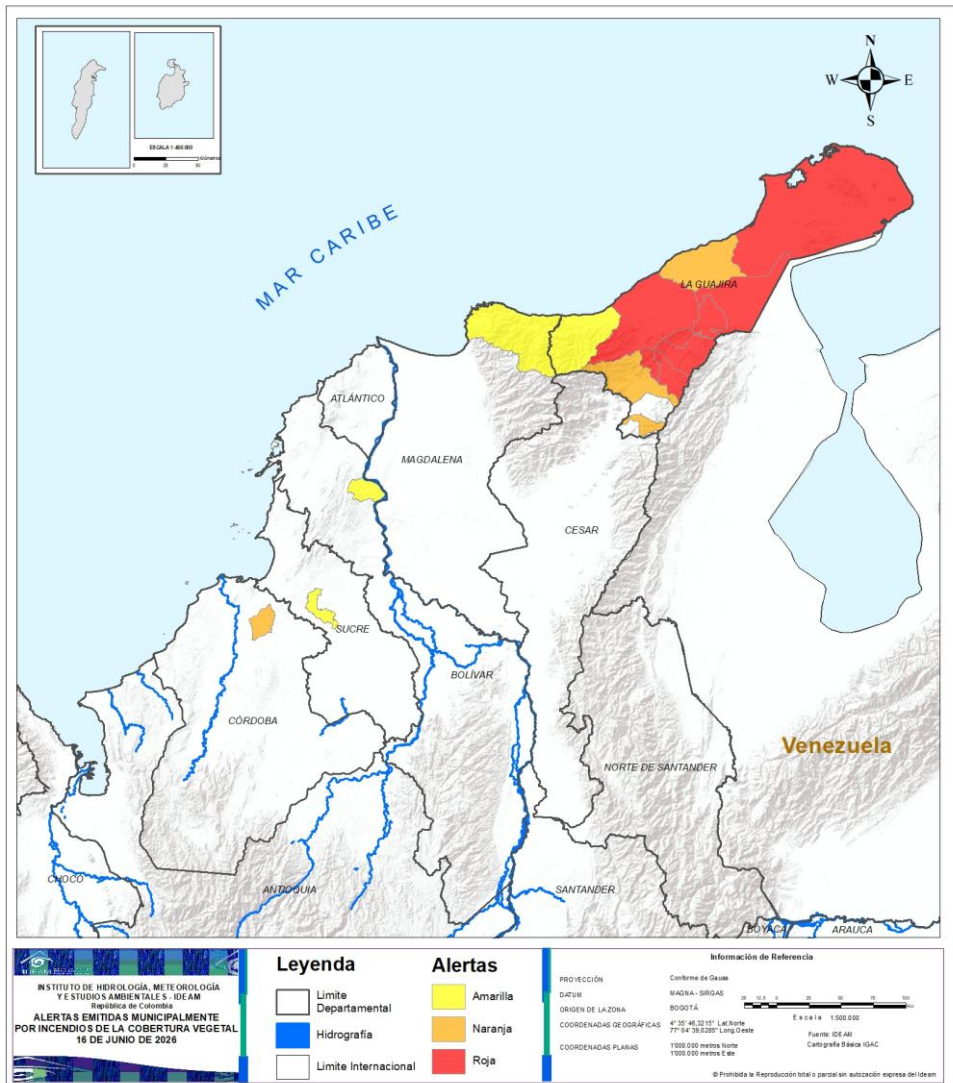 N
W
E
S
ESCALA 1:400.000
MAR CARIBE
LA GUAJIRA
ATLÁNTICO
MAGDALENA
CESAR
SUCRE
BOLÍVAR
CÓRDOBA
Venezuela
NORTE DE SANTANDER
CHOCÓ
ANTIOQUIA
SANTANDER
BOYACÁ
ARAUCA
IDEAM
INSTITUTO DE HIDROLOGÍA, METEOROLOGÍA
Y ESTUDIOS AMBIENTALES - IDEAM
República de Colombia
ALERTAS EMITIDAS MUNICIPALMENTE
POR INCENDIOS DE LA COBERTURA VEGETAL
16 DE JUNIO DE 2026
Leyenda
Limite
Departamental
Hidrografía
Limite Internacional
Alertas
Amarilla
Naranja
Roja
Información de Referencia
PROYECCIÓN Conforme de Gauss
DATUM MAGNA - SIRGAS
ORIGEN DE LA ZONA BOGOTÁ
COORDENADAS GEOGRÁFICAS 4° 35' 46,3215" Lat.Norte
77° 04' 39,0285" Long.Oeste
COORDENADAS PLANAS 1'000.000 metros Norte
1'000.000 metros Este
Escala 1:500.000
Fuente: IDEAM
Cartografía Básica IGAC
© Prohibida la Reproducción total o parcial sin autorización expresa del Ideam